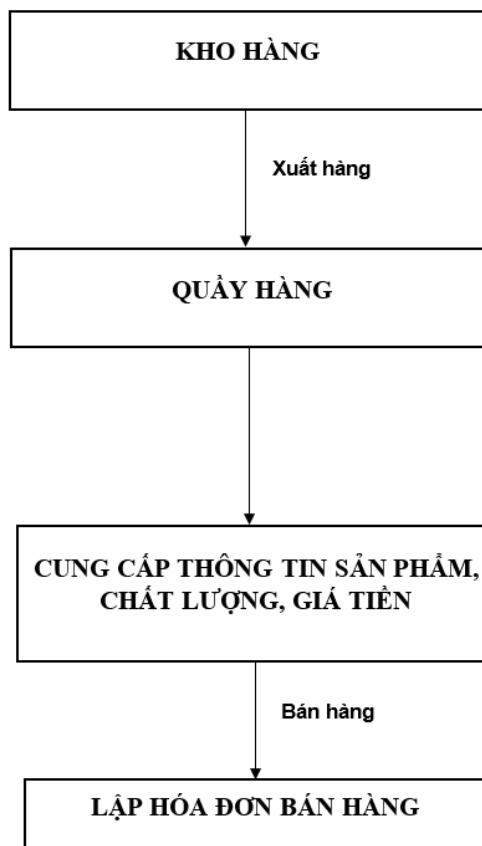 KHO HÀNG
Xuất hàng
QUẦY HÀNG
CUNG CẤP THÔNG TIN SẢN PHẨM,
CHẤT LƯỢNG, GIÁ TIỀN
Bán hàng
LẬP HÓA ĐƠN BÁN HÀNG